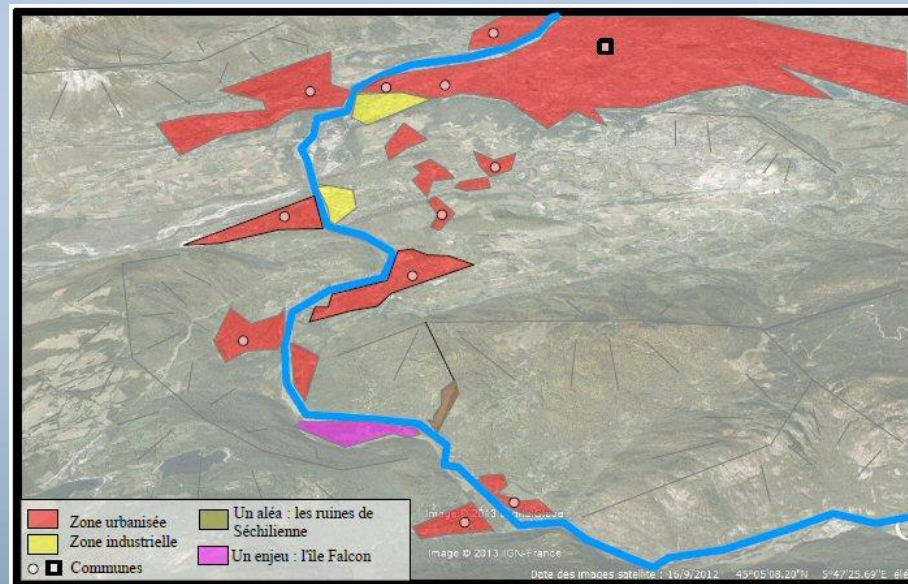 Image © 2013 IGN-France
Date des images satellite : 16/9/2012 45°05'08.20"N 5°47'25.69"E élé
Zone urbanisée
Zone industrielle
Communes
Un aléa : les ruines de
Séchilienne
Un enjeu : l'île Falcon